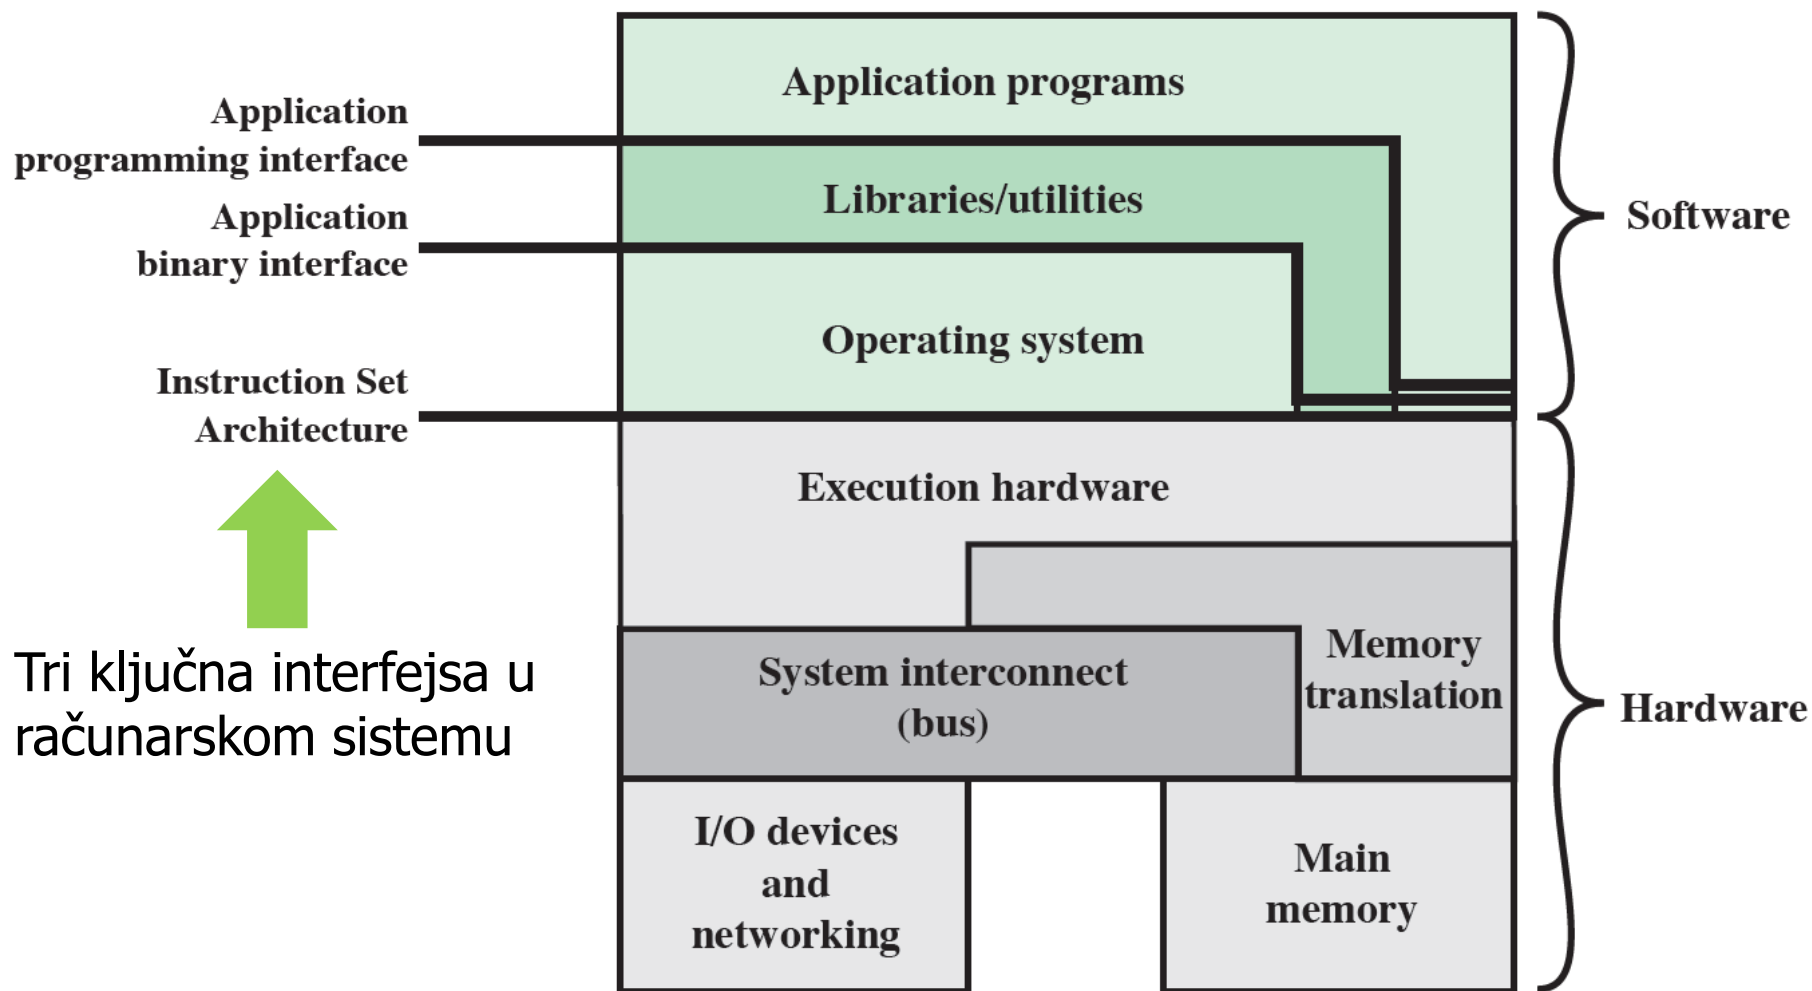 Application
programming interface
Application
binary interface
Instruction Set
Architecture
Tri ključna interfejsa u
računarskom sistemu
Application programs
Libraries/utilities
Operating system
Execution hardware
System interconnect
(bus)
Memory
translation
I/O devices
and
networking
Main
memory
Software
Hardware